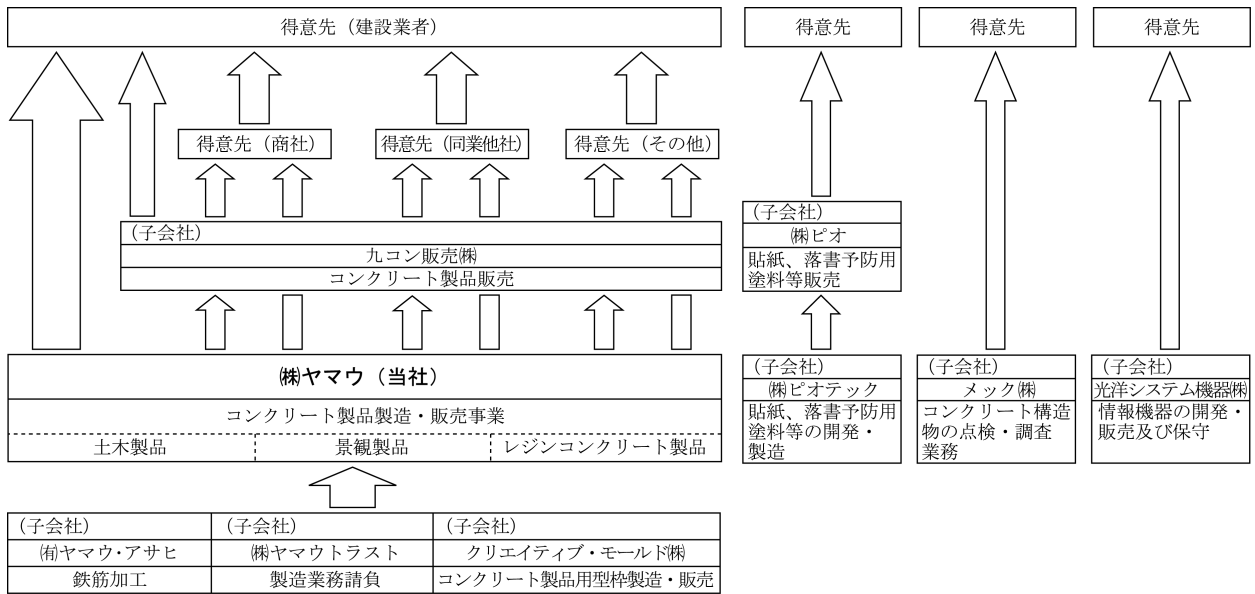 得意先（建設業者）
得意先
得意先
得意先
得意先（商社）
得意先（同業他社）
得意先（その他）
（子会社）
九コン販売㈱
コンクリート製品販売
（子会社）
㈱ピオ
貼紙、落書予防用
塗料等販売
㈱ヤマウ（当社）
コンクリート製品製造・販売事業
土木製品
景観製品
レジンコンクリート製品
（子会社）
㈱ピオテック
貼紙、落書予防用
塗料等の開発・
製造
（子会社）
メック㈱
コンクリート構造
物の点検・調査
業務
（子会社）
光洋システム機器㈱
情報機器の開発・
販売及び保守
（子会社）
㈲ヤマウ・アサヒ
鉄筋加工
（子会社）
㈱ヤマウトラスト
製造業務請負
（子会社）
クリエイティブ・モールド㈱
コンクリート製品用型枠製造・販売